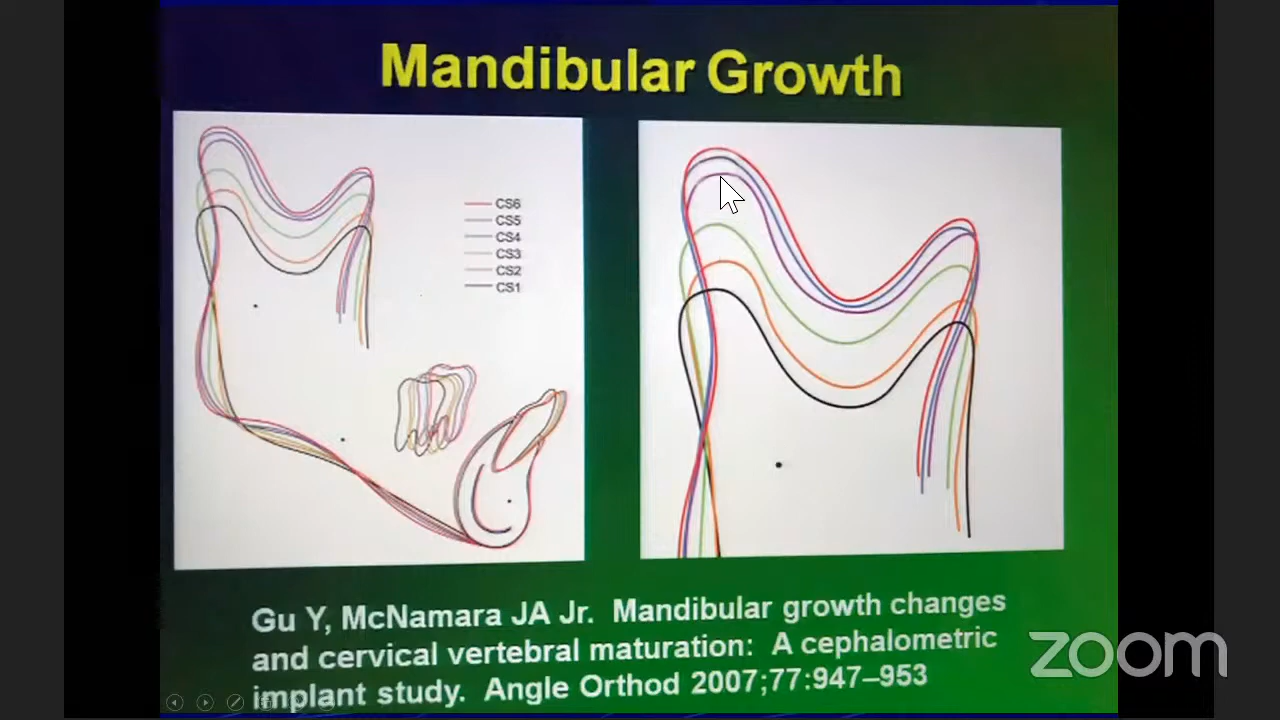 Mandibular Growth
CS6
CS5
CS4
CS3
CS2
CS1
Gu Y, McNamara JA Jr. Mandibular growth changes
and cervical vertebral maturation: A cephalometric
implant study. Angle Orthod 2007;77:947–953
zoom